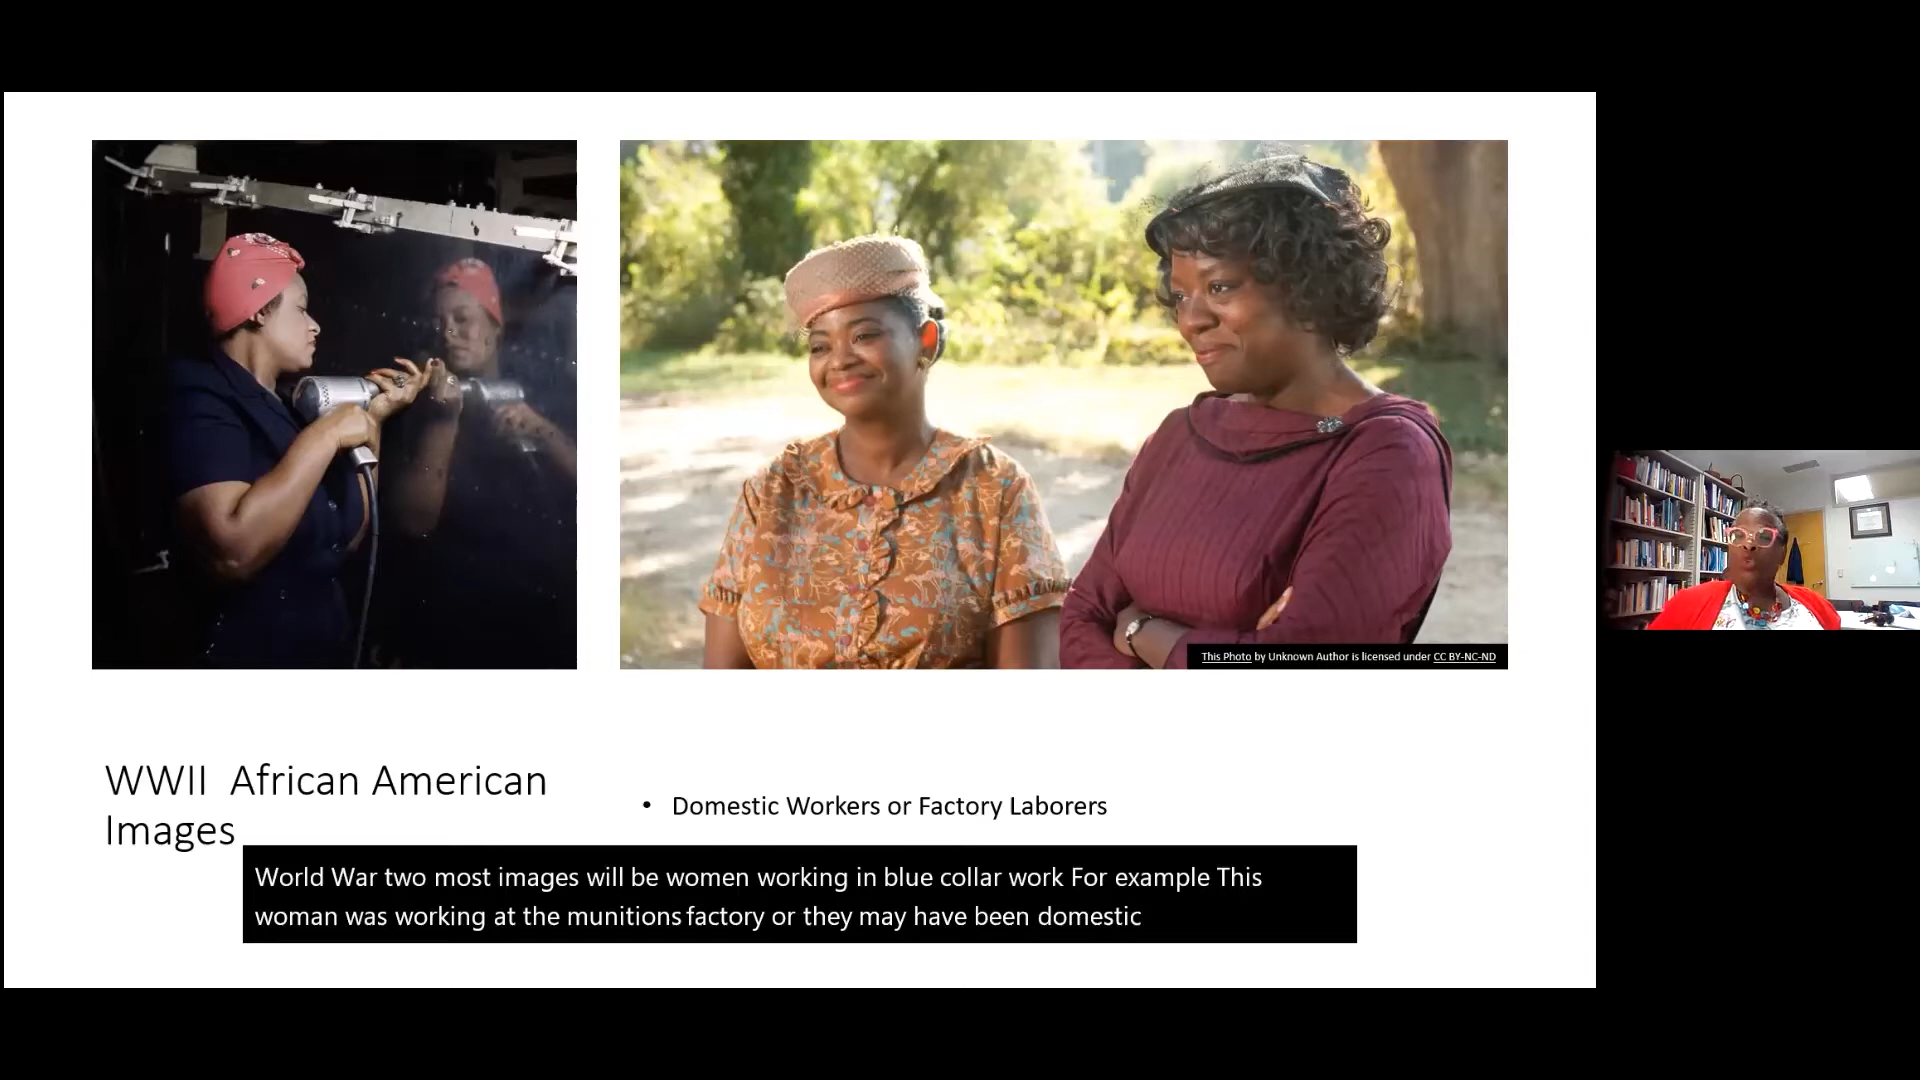 This Photo by Unknown Author is licensed under CC BY-NC-ND
WWII African American
Images
• Domestic Workers or Factory Laborers
World War two most images will be women working in blue collar work For example This
woman was working at the munitions factory or they may have been domestic